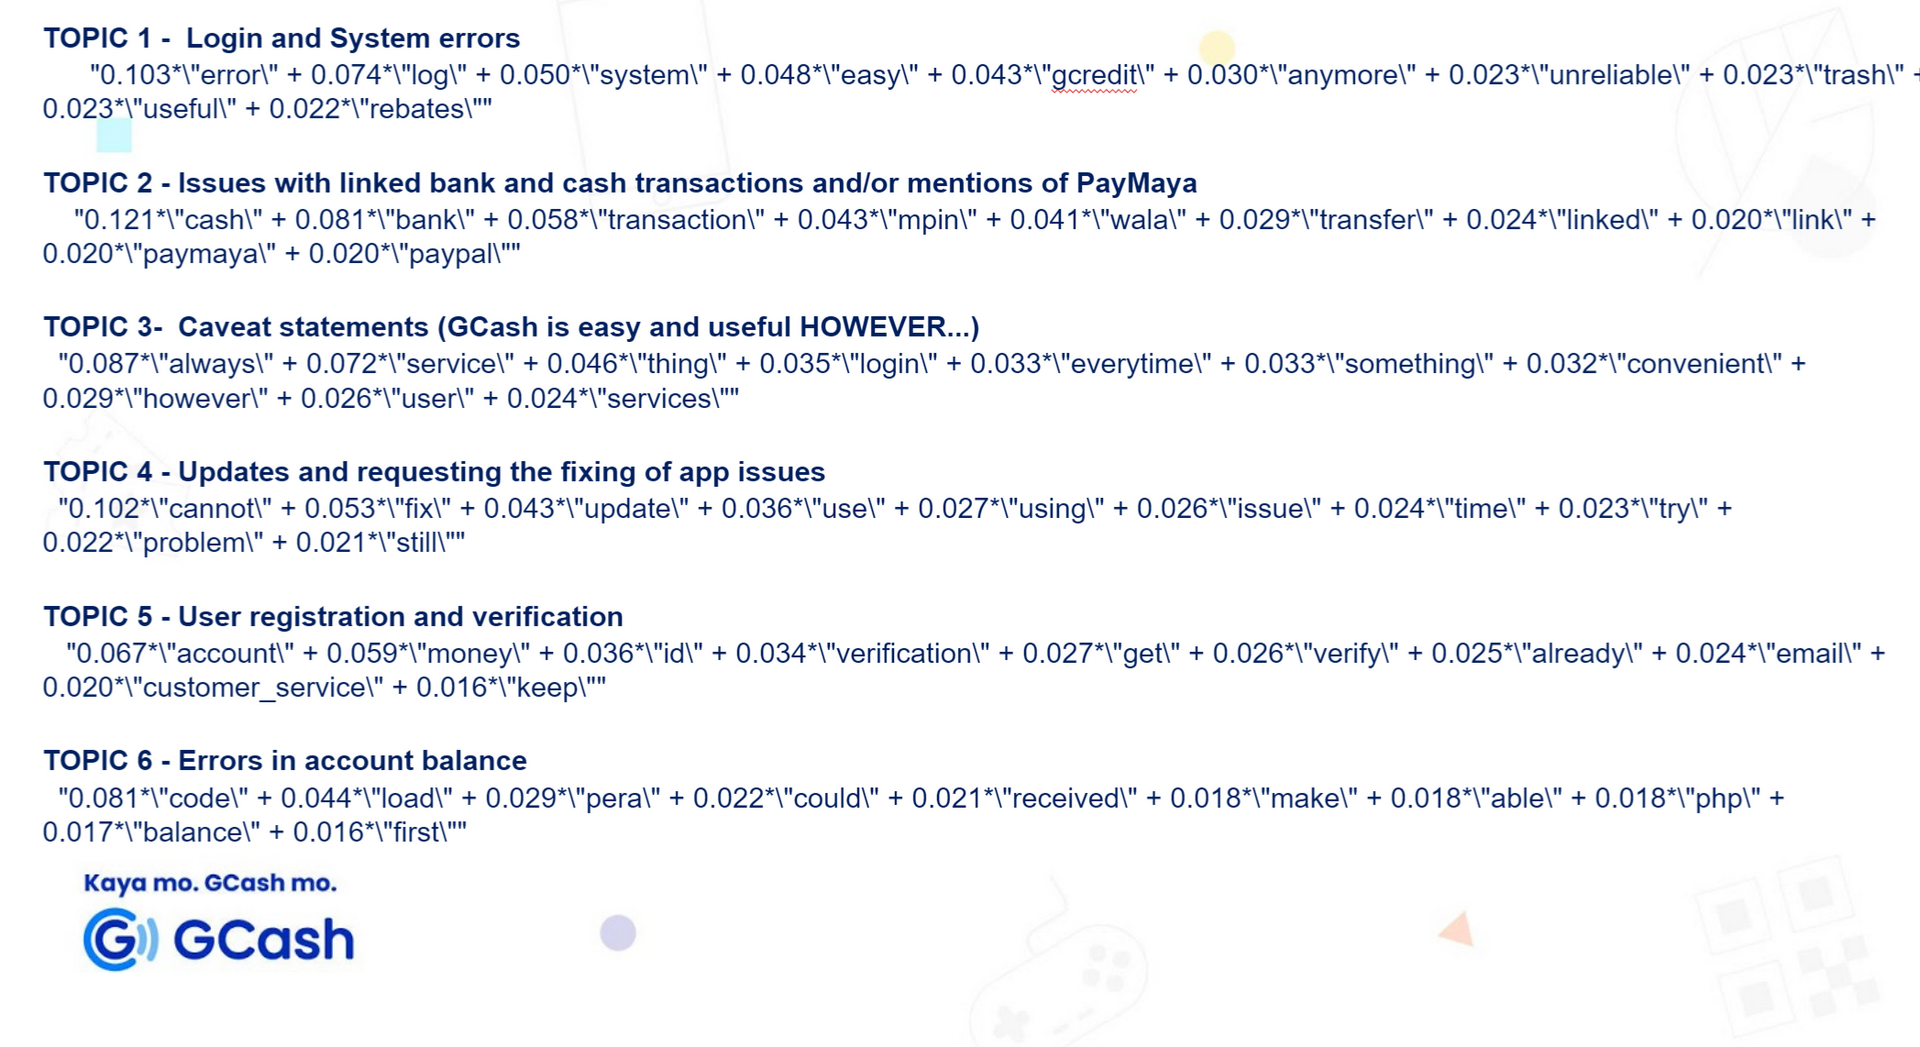 TOPIC 1 -  Login and System errors
"0.103*\"error\" + 0.074*\"log\" + 0.050*\"system\" + 0.048*\"easy\" + 0.043*\"gcredit\" + 0.030*\"anymore\" + 0.023*\"unreliable\" + 0.023*\"trash\" +
0.023*\"useful\" + 0.022*\"rebates\""
TOPIC 2 - Issues with linked bank and cash transactions and/or mentions of PayMaya
"0.121*\"cash\" + 0.081*\"bank\" + 0.058*\"transaction\" + 0.043*\"mpin\" + 0.041*\"wala\" + 0.029*\"transfer\" + 0.024*\"linked\" + 0.020*\"link\" +
0.020*\"paymaya\" + 0.020*\"paypal\""
TOPIC 3-  Caveat statements (GCash is easy and useful HOWEVER...)
"0.087*\"always\" + 0.072*\"service\" + 0.046*\"thing\" + 0.035*\"login\" + 0.033*\"everytime\" + 0.033*\"something\" + 0.032*\"convenient\" +
0.029*\"however\" + 0.026*\"user\" + 0.024*\"services\""
TOPIC 4 - Updates and requesting the fixing of app issues
"0.102*\"cannot\" + 0.053*\"fix\" + 0.043*\"update\" + 0.036*\"use\" + 0.027*\"using\" + 0.026*\"issue\" + 0.024*\"time\" + 0.023*\"try\" +
0.022*\"problem\" + 0.021*\"still\""
TOPIC 5 - User registration and verification
"0.067*\"account\" + 0.059*\"money\" + 0.036*\"id\" + 0.034*\"verification\" + 0.027*\"get\" + 0.026*\"verify\" + 0.025*\"already\" + 0.024*\"email\" +
0.020*\"customer_service\" + 0.016*\"keep\""
TOPIC 6 - Errors in account balance
"0.081*\"code\" + 0.044*\"load\" + 0.029*\"pera\" + 0.022*\"could\" + 0.021*\"received\" + 0.018*\"make\" + 0.018*\"able\" + 0.018*\"php\" +
0.017*\"balance\" + 0.016*\"first\""
Kaya mo. GCash mo.
GCash